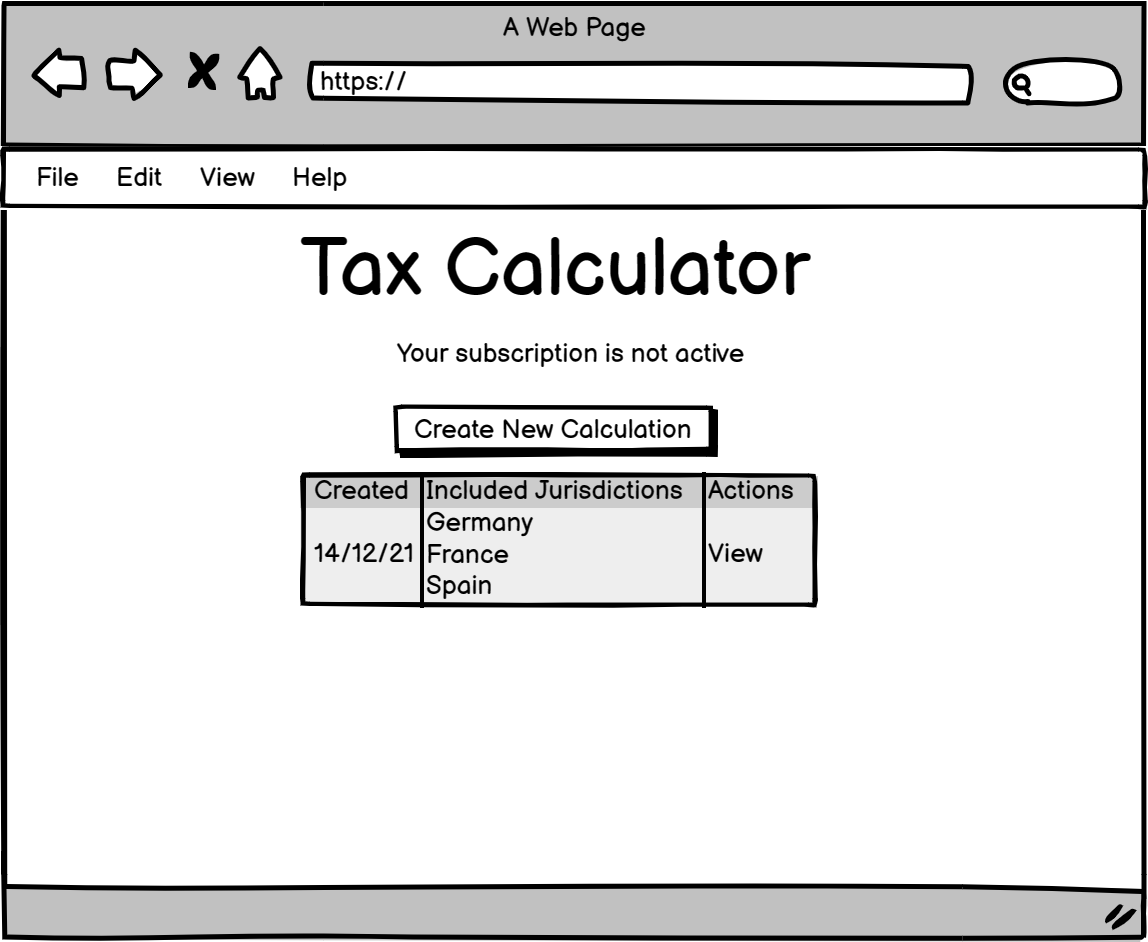 A Web Page
https://
File Edit View Help
Tax Calculator
Your subscription is not active
Create New Calculation
Created Included Jurisdictions Actions
Germany
14/12/21 France View
Spain